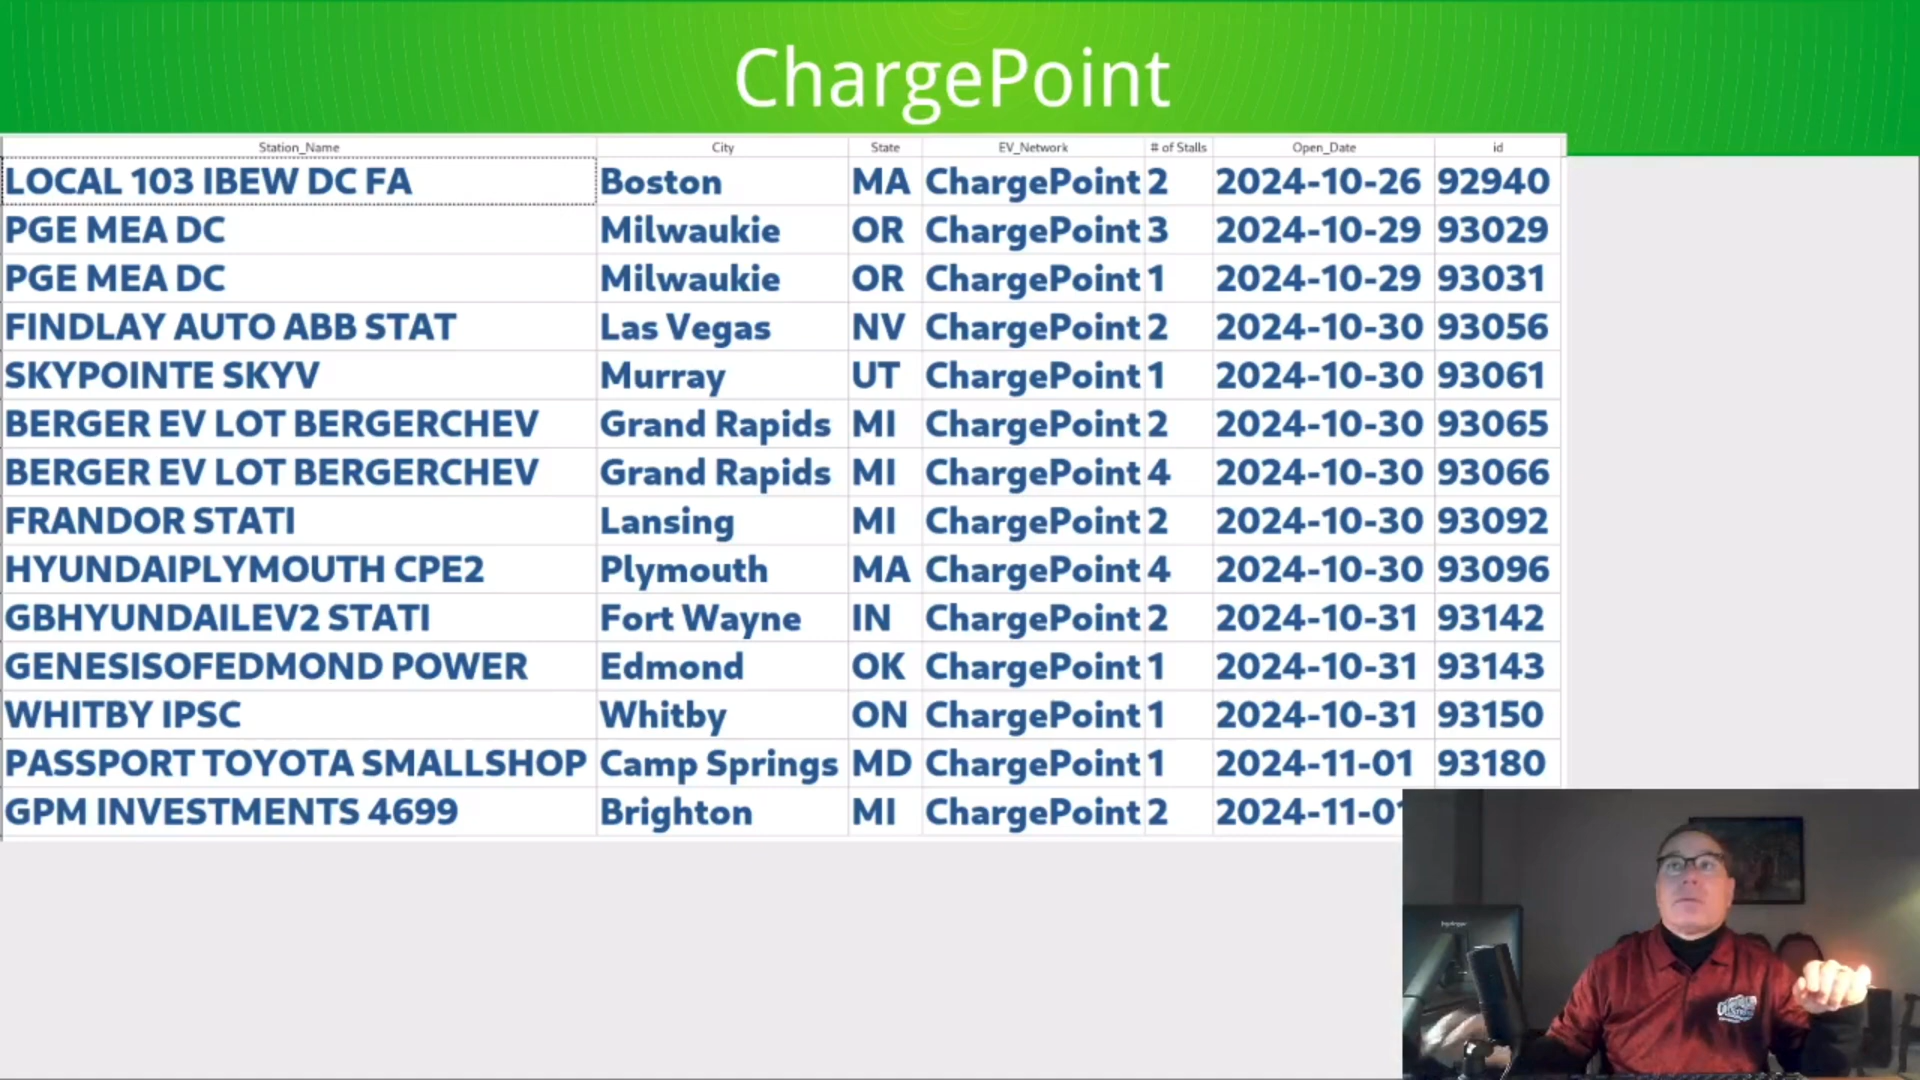 ChargePoint
Station_Name City State EV_Network # of Stalls Open_Date id
LOCAL 103 IBEW DC FA Boston MA ChargePoint 2 2024-10-26 92940
PGE MEA DC Milwaukie OR ChargePoint 3 2024-10-29 93029
PGE MEA DC Milwaukie OR ChargePoint 1 2024-10-29 93031
FINDLAY AUTO ABB STAT Las Vegas NV ChargePoint 2 2024-10-30 93056
SKYPOINTE SKYV Murray UT ChargePoint 1 2024-10-30 93061
BERGER EV LOT BERGERCHEV Grand Rapids MI ChargePoint 2 2024-10-30 93065
BERGER EV LOT BERGERCHEV Grand Rapids MI ChargePoint 4 2024-10-30 93066
FRANDOR STATI Lansing MI ChargePoint 2 2024-10-30 93092
HYUNDAIPLYMOUTH CPE2 Plymouth MA ChargePoint 4 2024-10-30 93096
GBHYUNDAILEV2 STATI Fort Wayne IN ChargePoint 2 2024-10-31 93142
GENESISOFEDMOND POWER Edmond OK ChargePoint 1 2024-10-31 93143
WHITBY IPSC Whitby ON ChargePoint 1 2024-10-31 93150
PASSPORT TOYOTA SMALLSHOP Camp Springs MD ChargePoint 1 2024-11-01 93180
GPM INVESTMENTS 4699 Brighton MI ChargePoint 2 2024-11-01